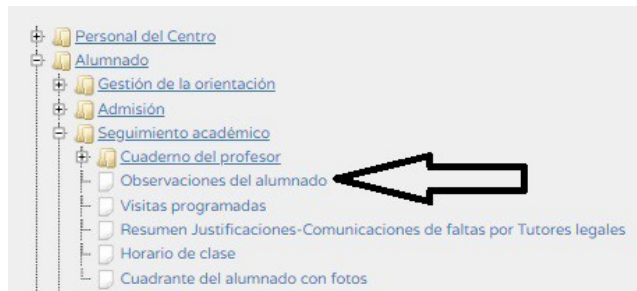 Personal del Centro
Alumnado
Gestión de la orientación
Admisión
Seguimiento académico
Cuaderno del profesor
Observaciones del alumnado
Visitas programadas
Resumen Justificaciones-Comunicaciones de faltas por Tutores legales
Horario de clase
Cuadrante del alumnado con fotos